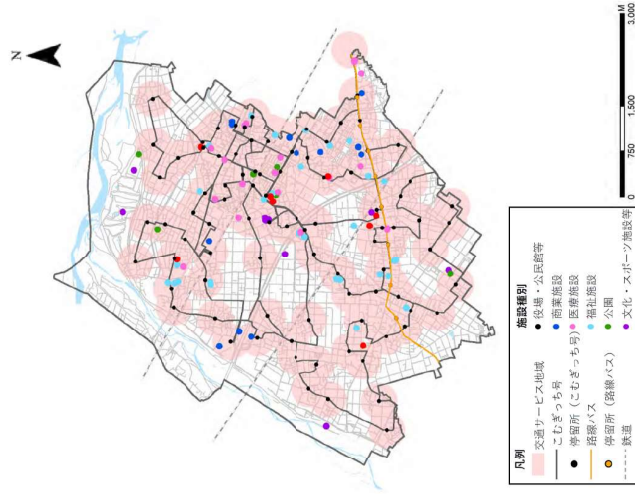 N
M
3,000
1,500
750
0
凡例
交通サービス地域
こむぎっち号
停留所（こむぎっち号）
路線バス
停留所（路線バス）
鉄道
施設種別
役場・公民館等
商業施設
医療施設
福祉施設
公園
文化・スポーツ施設等